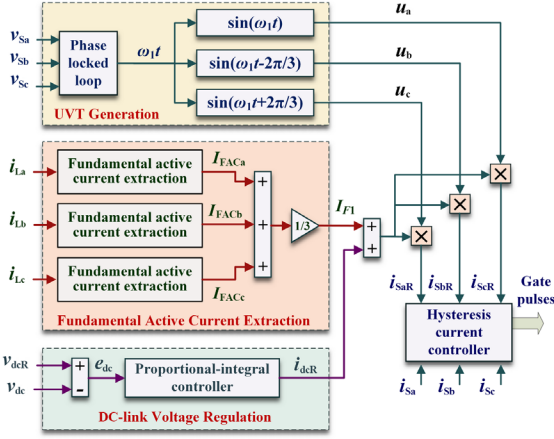 v_Sa
v_Sb
v_Sc
Phase
locked
loop
ω₁t
sin(ω₁t)
sin(ω₁t-2π/3)
sin(ω₁t+2π/3)
u_a
u_b
u_c
UVT Generation
i_La
i_Lb
i_Lc
Fundamental active
current extraction
Fundamental active
current extraction
Fundamental active
current extraction
I_FACa
I_FACb
I_FACc
+
+
+
1/3
I_F1
+
+
×
×
×
Fundamental Active Current Extraction
i_SaR
i_SbR
i_ScR
Gate
pulses
Hysteresis
current
controller
i_Sa
i_Sb
i_Sc
v_dcR
v_dc
+
-
e_dc
Proportional-integral
controller
i_dcR
DC-link Voltage Regulation